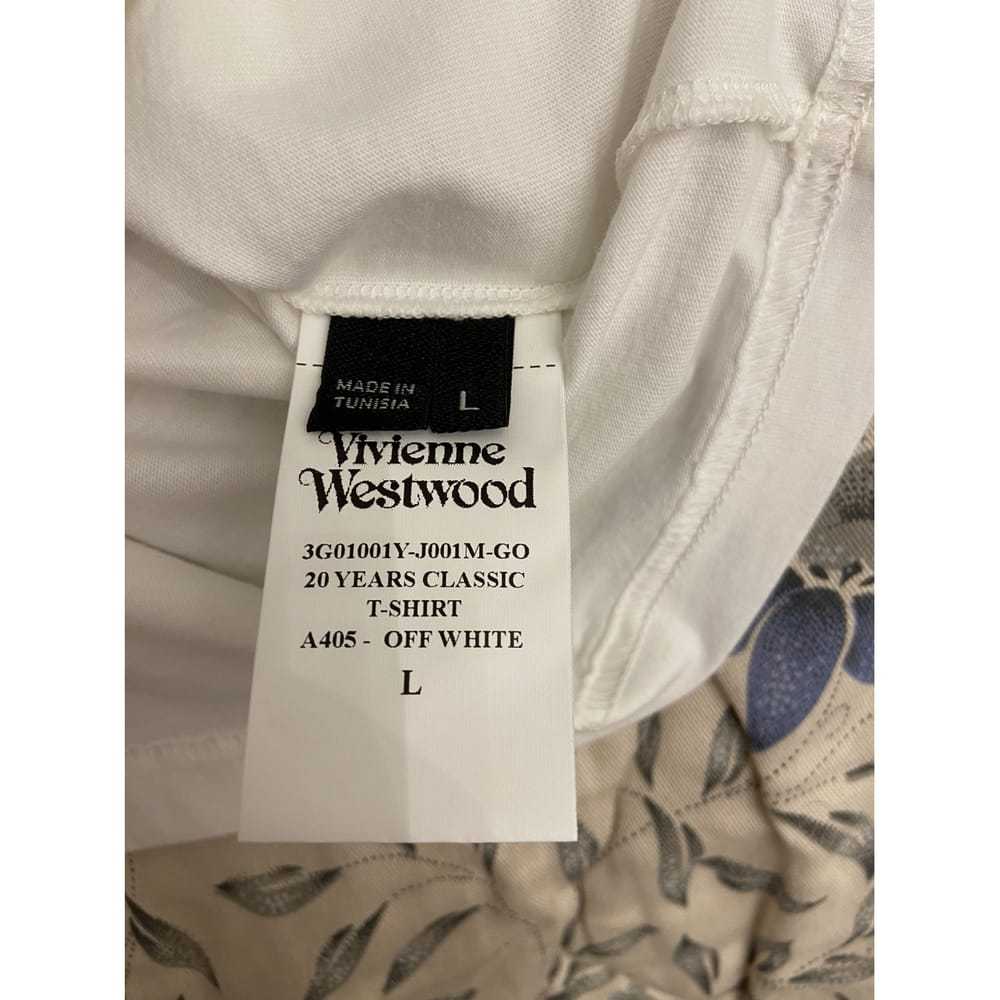 MADE IN
TUNISIA
L
Vivienne
Westwood
3G01001Y-J001M-GO
20 YEARS CLASSIC
T-SHIRT
A405 - OFF WHITE
L